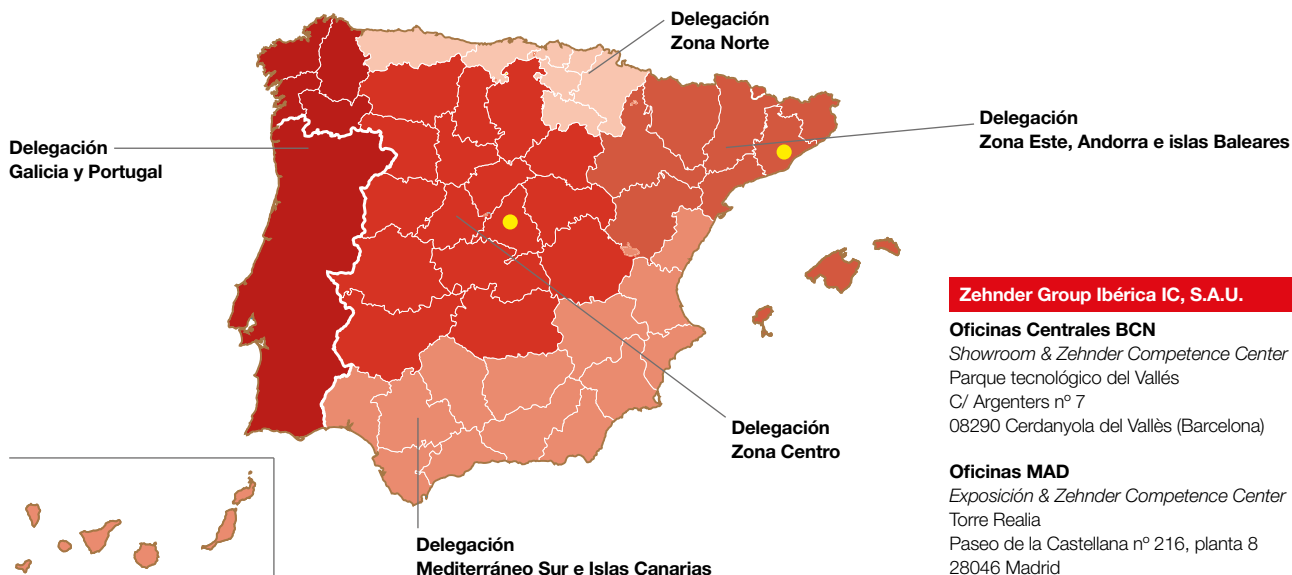 Delegación
Zona Norte
Delegación
Zona Este, Andorra e islas Baleares
Delegación
Galicia y Portugal
Delegación
Zona Centro
Delegación
Mediterráneo Sur e Islas Canarias
Zehnder Group Ibérica IC, S.A.U.
Oficinas Centrales BCN
Showroom & Zehnder Competence Center
Parque tecnológico del Vallés
C/ Argenters nº 7
08290 Cerdanyola del Vallès (Barcelona)
Oficinas MAD
Exposición & Zehnder Competence Center
Torre Realia
Paseo de la Castellana nº 216, planta 8
28046 Madrid